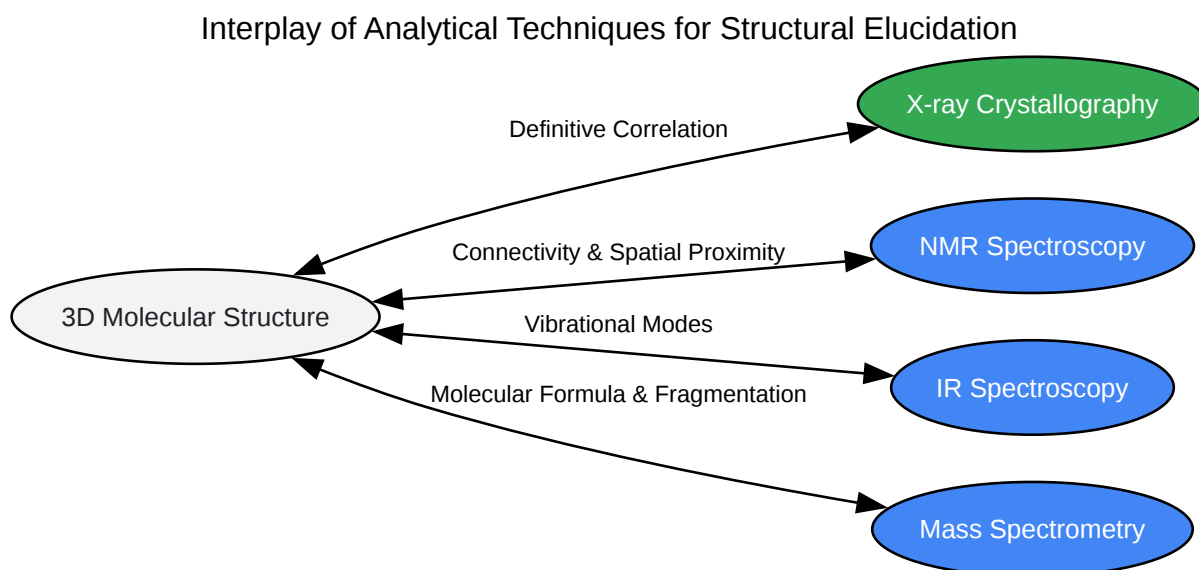 Interplay of Analytical Techniques for Structural Elucidation
X-ray Crystallography
Definitive Correlation
NMR Spectroscopy
Connectivity & Spatial Proximity
3D Molecular Structure
Vibrational Modes
IR Spectroscopy
Molecular Formula & Fragmentation
Mass Spectrometry